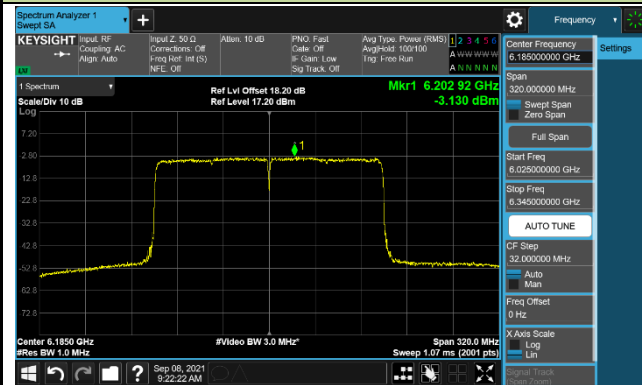 Spectrum Analyzer 1
Swept SA
Frequency
KEYSIGHT
Input: RF
Coupling: AC
Align: Auto
Input Z: 50 Ω
Corrections: Off
Freq Ref: Int (S)
NFE: Off
Atten: 10 dB
PNO: Fast
Gate: Off
IF Gain: Low
Sig Track: Off
Avg Type: Power (RMS)
Avg|Hold: 100/100
Trig: Free Run
1 2 3 4 5 6
A W W W W W
A N N N N N
LXI
1 Spectrum
Scale/Div 10 dB
Log
Ref Lvl Offset 18.20 dB
Ref Level 17.20 dBm
Mkr1 6.202 92 GHz
-3.130 dBm
1
7.20
-2.80
-12.8
-22.8
-32.8
-42.8
-52.8
-62.8
-72.8
Center 6.1850 GHz
#Res BW 1.0 MHz
#Video BW 3.0 MHz*
Span 320.0 MHz
Sweep 1.07 ms (2001 pts)
Sep 08, 2021
9:22:22 AM
Center Frequency
6.185000000 GHz
Span
320.000000 MHz
Swept Span
Zero Span
Full Span
Start Freq
6.025000000 GHz
Stop Freq
6.345000000 GHz
AUTO TUNE
CF Step
32.000000 MHz
Auto
Man
Freq Offset
0 Hz
X Axis Scale
Log
Lin
Signal Track
(Span Zoom)
Settings